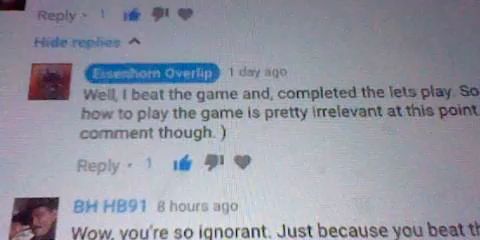 Reply • 1
Hide replies
Eisenhorn Overlip 1 day ago
Well, I beat the game and, completed the lets play. So
how to play the game is pretty irrelevant at this point.
comment though. )
Reply • 1
BH HB91 8 hours ago
Wow, you're so ignorant. Just because you beat th